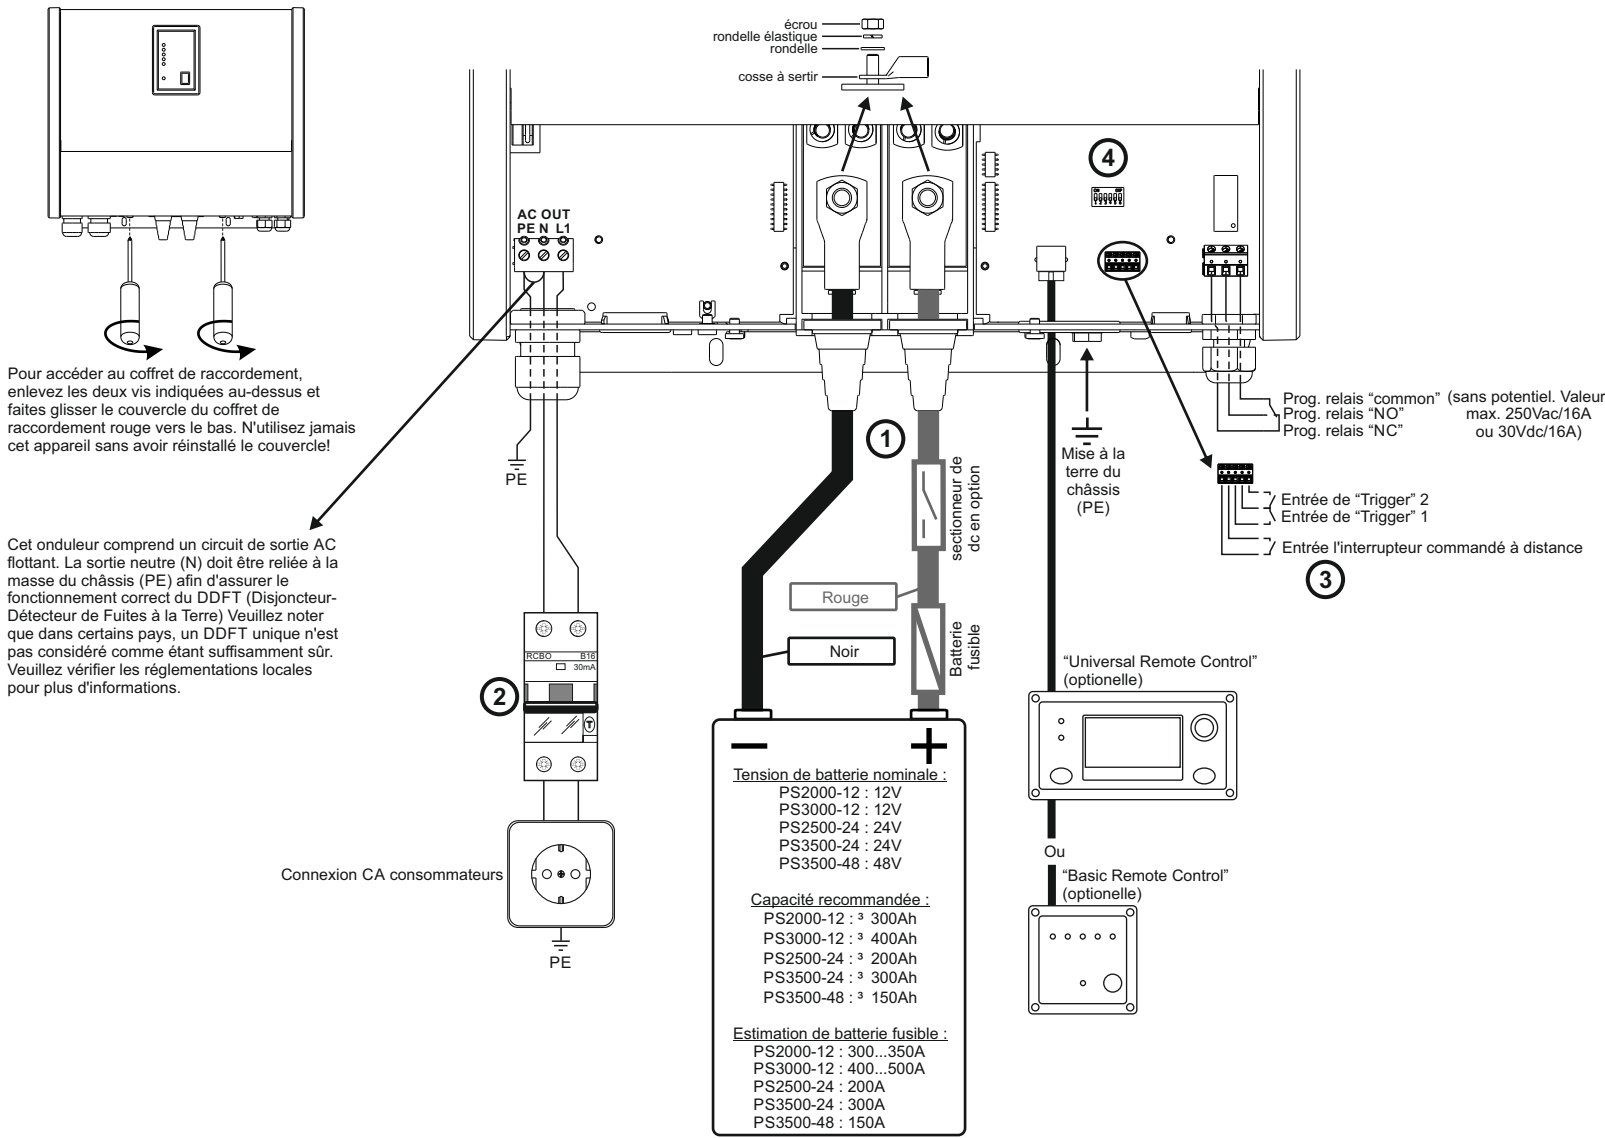 écrou
rondelle élastique
rondelle
cosse à sertir
4
ON DIP
AC OUT
PE N L1
Pour accéder au coffret de raccordement,
enlevez les deux vis indiquées au-dessus et
faites glisser le couvercle du coffret de
raccordement rouge vers le bas. N'utilisez jamais
cet appareil sans avoir réinstallé le couvercle!
PE
Cet onduleur comprend un circuit de sortie AC
flottant. La sortie neutre (N) doit être reliée à la
masse du châssis (PE) afin d'assurer le
fonctionnement correct du DDFT (Disjoncteur-
Détecteur de Fuites à la Terre) Veuillez noter
que dans certains pays, un DDFT unique n'est
pas considéré comme étant suffisamment sûr.
Veuillez vérifier les réglementations locales
pour plus d'informations.
1
sectionneur de
dc en option
Mise à la
terre du
châssis
(PE)
Prog. relais “common” (sans potentiel. Valeur
Prog. relais “NO” max. 250Vac/16A
Prog. relais “NC” ou 30Vdc/16A)
Entrée de “Trigger” 2
Entrée de “Trigger” 1
Entrée l'interrupteur commandé à distance
3
Rouge
Noir
Batterie
fusible
RCBO B16
30mA
2
T
Connexion CA consommateurs
PE
Tension de batterie nominale :
PS2000-12 : 12V
PS3000-12 : 12V
PS2500-24 : 24V
PS3500-24 : 24V
PS3500-48 : 48V
Capacité recommandée :
PS2000-12 : ³ 300Ah
PS3000-12 : ³ 400Ah
PS2500-24 : ³ 200Ah
PS3500-24 : ³ 300Ah
PS3500-48 : ³ 150Ah
Estimation de batterie fusible :
PS2000-12 : 300...350A
PS3000-12 : 400...500A
PS2500-24 : 200A
PS3500-24 : 300A
PS3500-48 : 150A
“Universal Remote Control”
(optionelle)
Ou
“Basic Remote Control”
(optionelle)